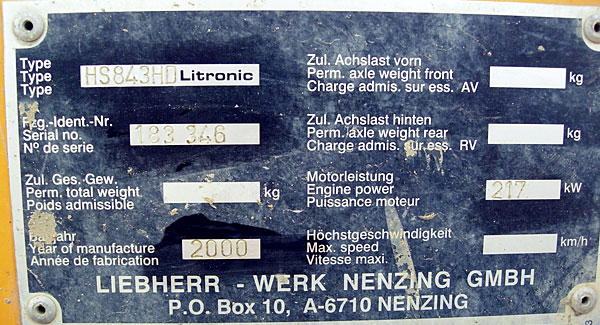 Type
Type HS843HD Litronic
Type
Fzg.-Ident.-Nr.
Serial no. 183 346
Nº de serie
Zul. Ges. Gew.
Perm. total weight kg
Poids admissible
Baujahr
Year of manufacture 2000
Année de fabrication
Zul. Achslast vorn
Perm. axle weight front kg
Charge admis. sur ess. AV
Zul. Achslast hinten
Perm. axle weight rear kg
Charge admis. sur ess. RV
Motorleistung
Engine power 217 kW
Puissance moteur
Höchstgeschwindigkeit
Max. speed km/h
Vitesse maxi.
LIEBHERR - WERK NENZING GMBH
P.O. Box 10, A-6710 NENZING